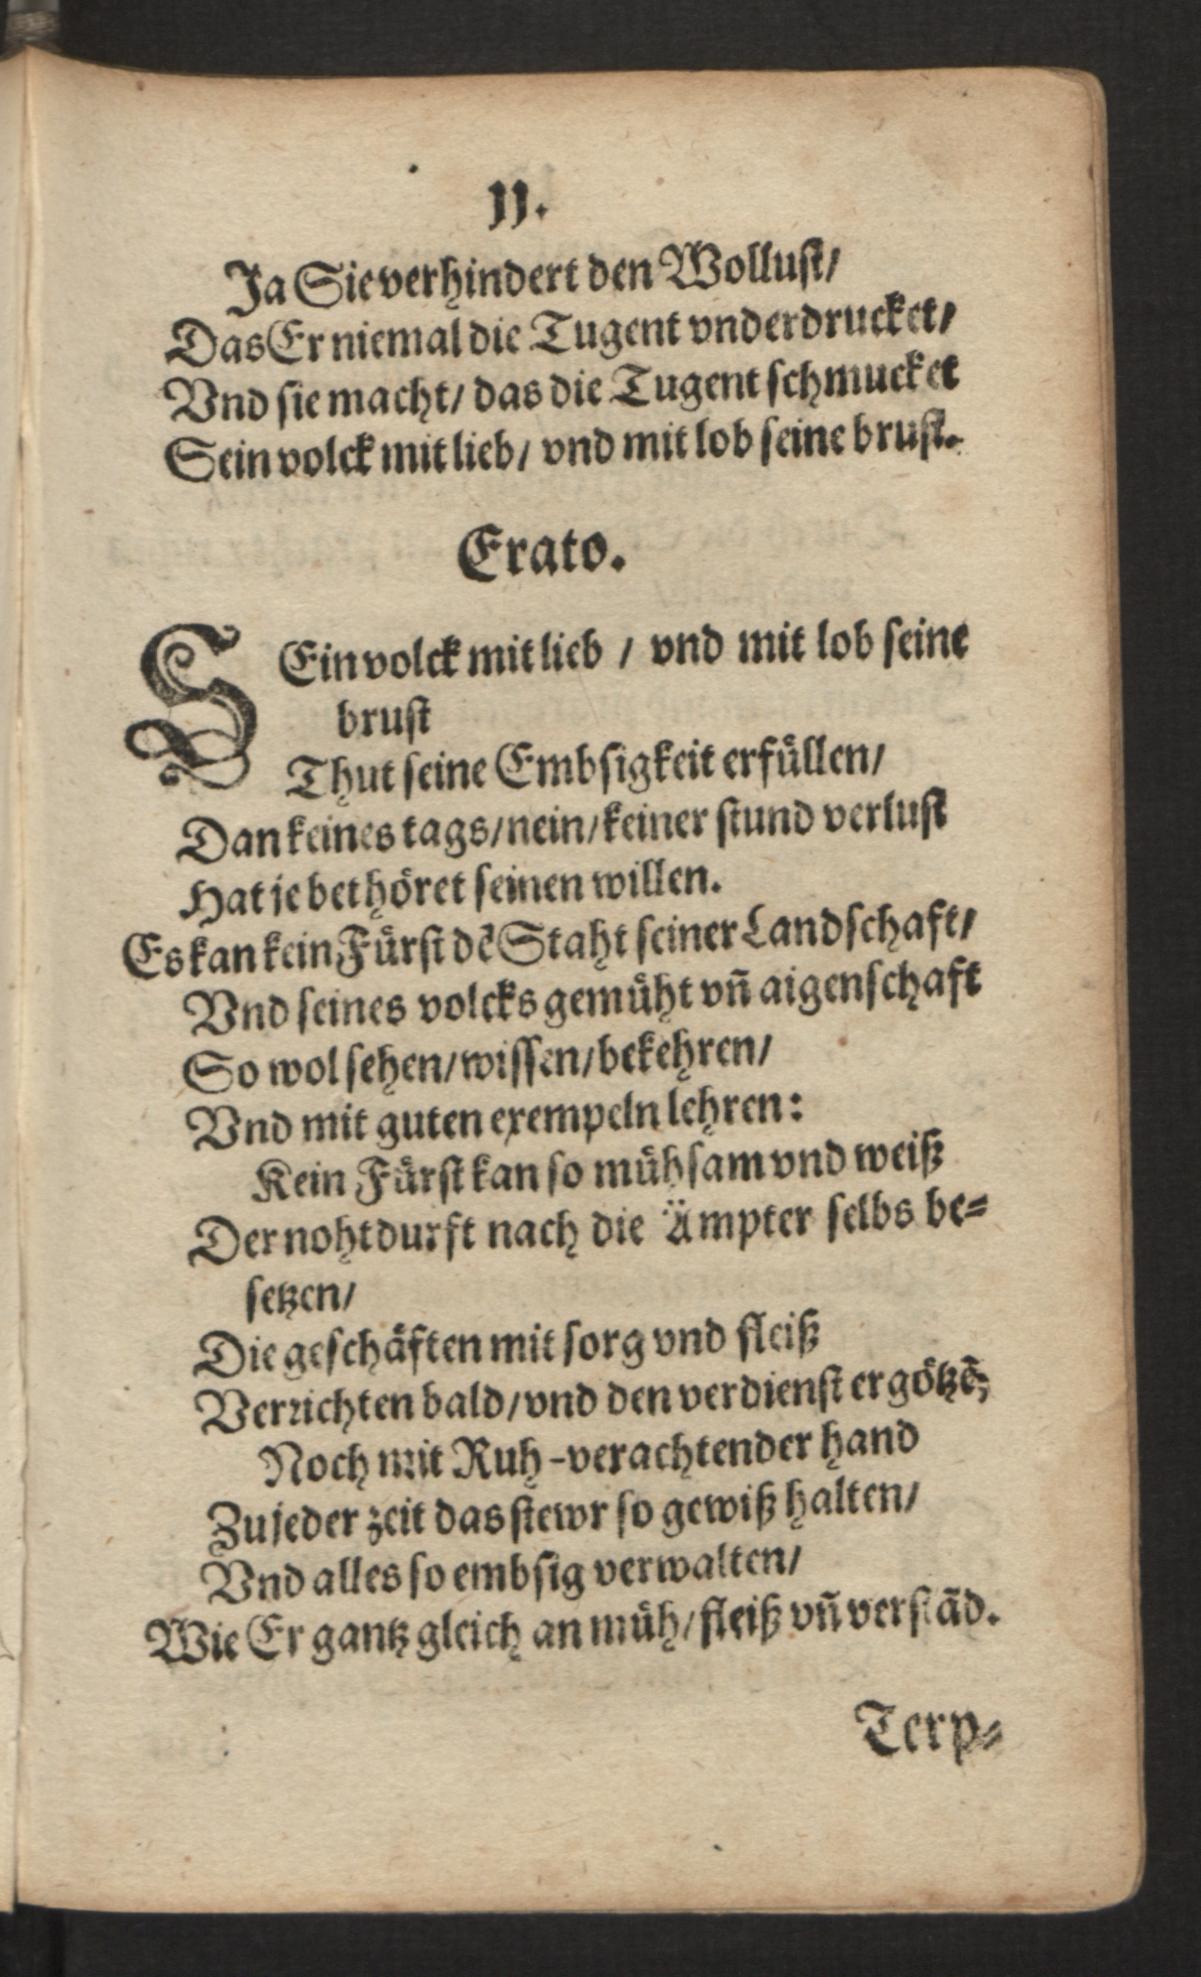 11.
Ja Sie verhindert den Wollust/
Das Er niemal die Tugent vnderdrucket/
Vnd sie macht/ das die Tugent schmucket
Sein volck mit lieb/ vnd mit lob seine brust.
Erato.
SEin volck mit lieb / vnd mit lob seine
brust
Thut seine Embsigkeit erfüllen/
Dan keines tags/ nein/ keiner stund verlust
Hat je bethöret seinen willen.
Es kan kein Fürst dē Staht seiner Landschaft/
Vnd seines volcks gemüht vñ aigenschaft
So wol sehen/ wissen/ bekehren/
Vnd mit guten exempeln lehren:
Kein Fürst kan so mühsam vnd weiß
Der nohtdurft nach die Ämpter selbs be-
setzen/
Die geschäften mit sorg vnd fleiß
Verrichten bald/ vnd den verdienst ergötzē;
Noch mit Ruh-verachtender hand
Zu jeder zeit das stewr so gewiß halten/
Vnd alles so embsig verwalten/
Wie Er gantz gleich an müh/ fleiß vñ verstād.
Terp-